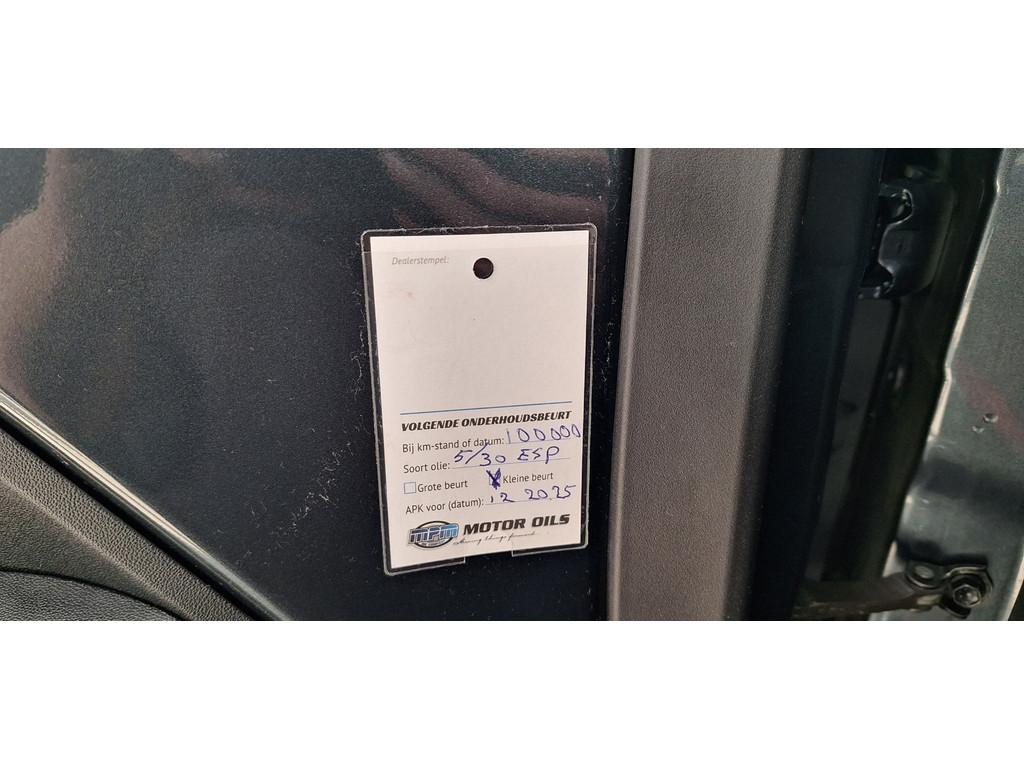 Dealerstempel:
VOLGENDE ONDERHOUDSBEURT
Bij km-stand of datum: 100000
Soort olie: 5/30 ESP
Grote beurt Kleine beurt
APK voor (datum): 12 2025
mpm MOTOR OILS